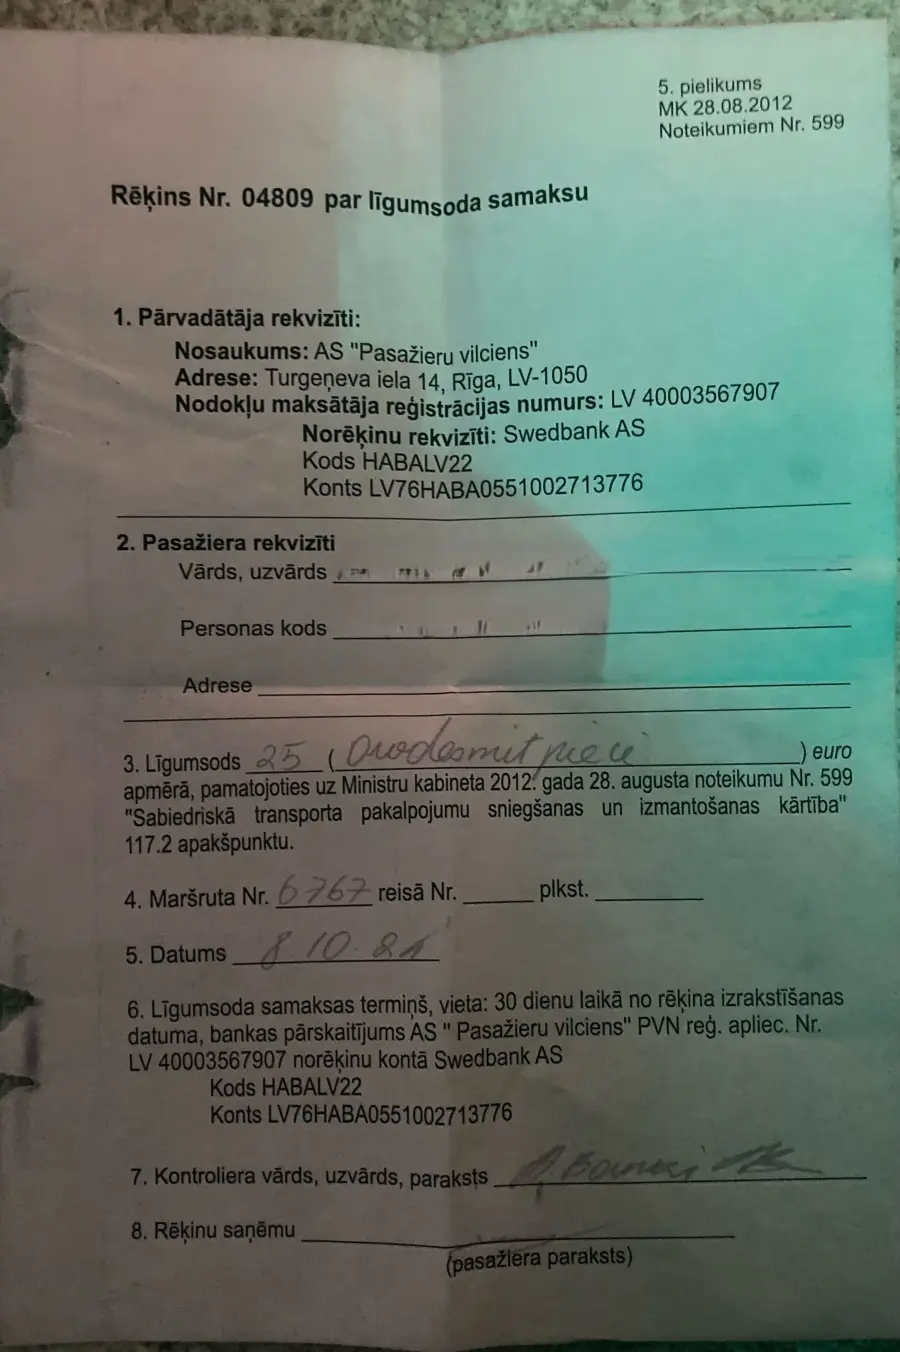 5. pielikums
MK 28.08.2012
Noteikumiem Nr. 599
Rēķins Nr. 04809 par līgumsoda samaksu
1. Pārvadātāja rekvizīti:
Nosaukums: AS "Pasažieru vilciens"
Adrese: Turgeņeva iela 14, Rīga, LV-1050
Nodokļu maksātāja reģistrācijas numurs: LV 40003567907
Norēķinu rekvizīti: Swedbank AS
Kods HABALV22
Konts LV76HABA0551002713776
2. Pasažiera rekvizīti
Vārds, uzvārds
Personas kods
Adrese
3. Līgumsods 25 ( Divdesmit pieci ) euro
apmērā, pamatojoties uz Ministru kabineta 2012. gada 28. augusta noteikumu Nr. 599
"Sabiedriskā transporta pakalpojumu sniegšanas un izmantošanas kārtība"
117.2 apakšpunktu.
4. Maršruta Nr. 6767 reisā Nr. plkst.
5. Datums 8.10.21
6. Līgumsoda samaksas termiņš, vieta: 30 dienu laikā no rēķina izrakstīšanas
datuma, bankas pārskaitījums AS " Pasažieru vilciens" PVN reģ. apliec. Nr.
LV 40003567907 norēķinu kontā Swedbank AS
Kods HABALV22
Konts LV76HABA0551002713776
7. Kontroliera vārds, uzvārds, paraksts
8. Rēķinu saņēmu
(pasažiera paraksts)